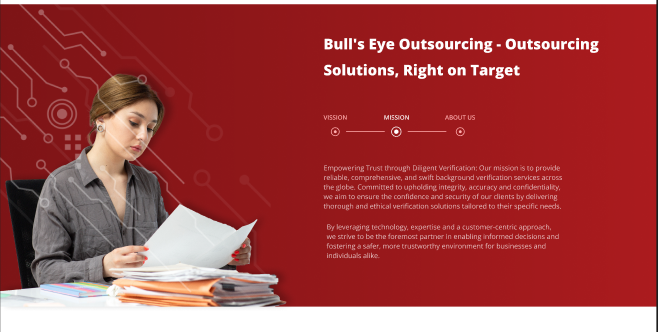 Bull's Eye Outsourcing - Outsourcing
Solutions, Right on Target
VISSION MISSION ABOUT US
Empowering Trust through Diligent Verification: Our mission is to provide
reliable, comprehensive, and swift background verification services across
the globe. Committed to upholding integrity, accuracy and confidentiality,
we aim to ensure the confidence and security of our clients by delivering
thorough and ethical verification solutions tailored to their specific needs.
By leveraging technology, expertise and a customer-centric approach,
we strive to be the foremost partner in enabling informed decisions and
fostering a safer, more trustworthy environment for businesses and
individuals alike.